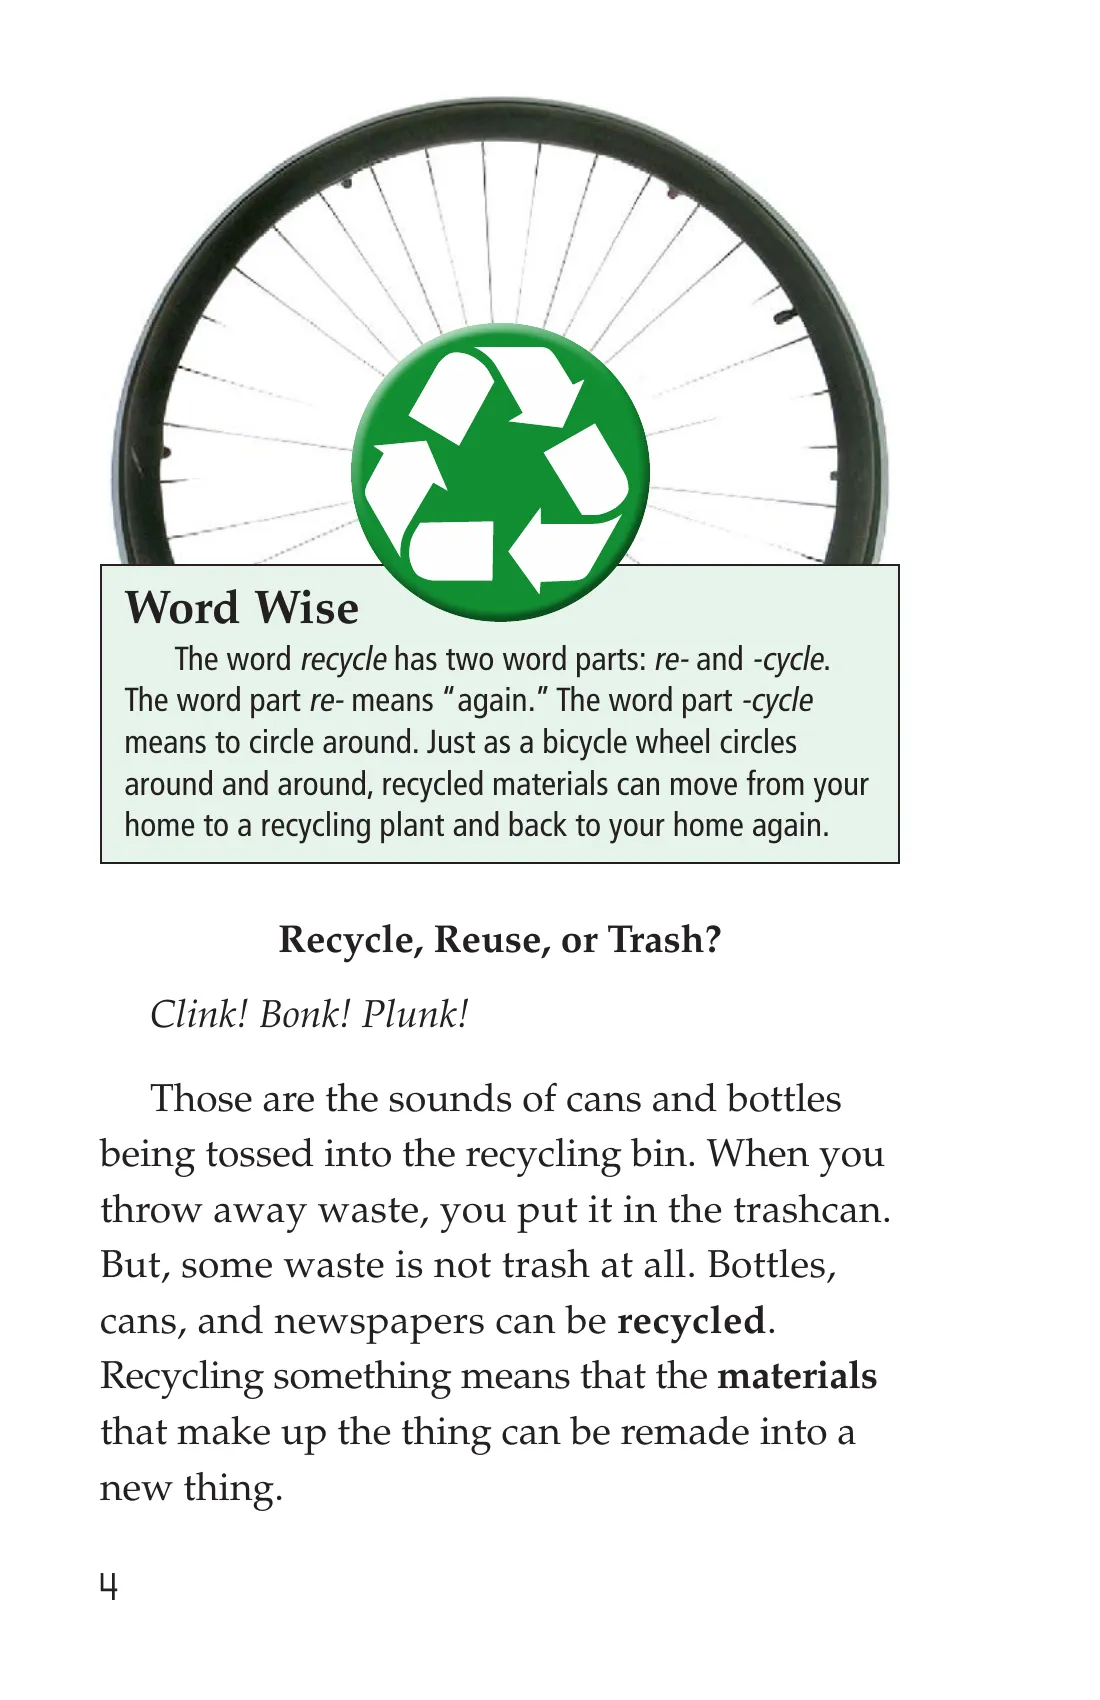 Word Wise
The word recycle has two word parts: re- and -cycle.
The word part re- means “again.” The word part -cycle
means to circle around. Just as a bicycle wheel circles
around and around, recycled materials can move from your
home to a recycling plant and back to your home again.
Recycle, Reuse, or Trash?
Clink! Bonk! Plunk!
Those are the sounds of cans and bottles
being tossed into the recycling bin. When you
throw away waste, you put it in the trashcan.
But, some waste is not trash at all. Bottles,
cans, and newspapers can be recycled.
Recycling something means that the materials
that make up the thing can be remade into a
new thing.
4